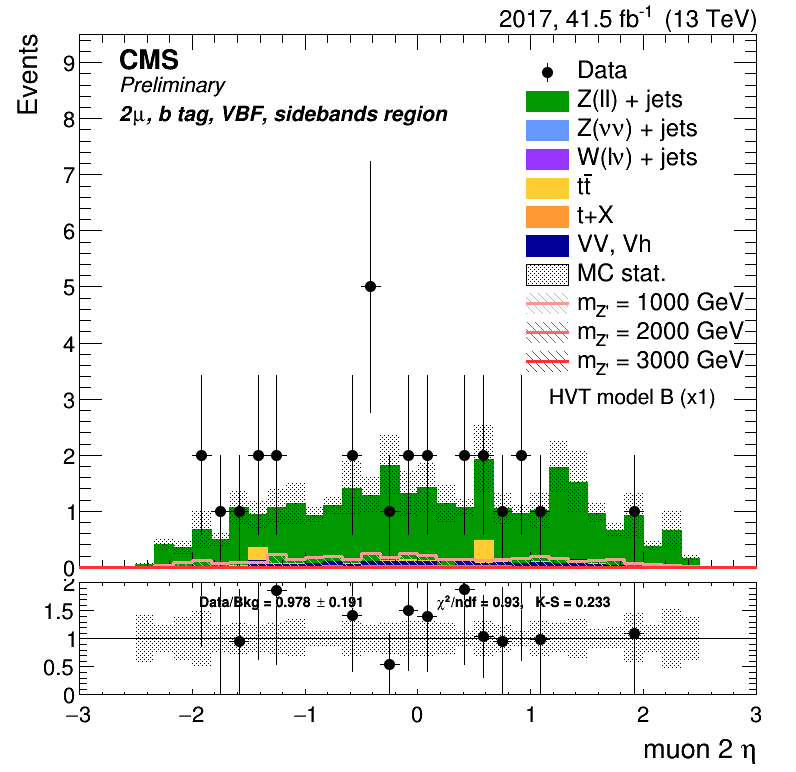 2017, 41.5 fb⁻¹ (13 TeV)
Events
CMS
Preliminary
2μ, b tag, VBF, sidebands region
Data
Z(ll) + jets
Z(νν) + jets
W(lν) + jets
tt̄
t+X
VV, Vh
MC stat.
m_Z' = 1000 GeV
m_Z' = 2000 GeV
m_Z' = 3000 GeV
HVT model B (x1)
9
8
7
6
5
4
3
2
1
0
Data/Bkg = 0.978 ± 0.191
χ²/ndf = 0.93, K-S = 0.233
2
1.5
1
0.5
0
−3 −2 −1 0 1 2 3
muon 2 η